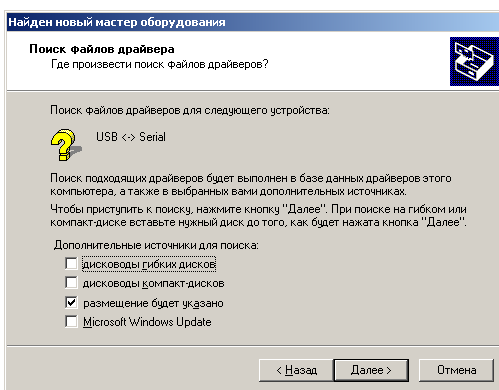 Найден новый мастер оборудования
Поиск файлов драйвера
Где произвести поиск файлов драйверов?
Поиск файлов драйверов для следующего устройства:
USB <-> Serial
Поиск подходящих драйверов будет выполнен в базе данных драйверов этого
компьютера, а также в выбранных вами дополнительных источниках.
Чтобы приступить к поиску, нажмите кнопку "Далее". При поиске на гибком или
компакт-диске вставьте нужный диск до того, как будет нажата кнопка "Далее".
Дополнительные источники для поиска:
дисководы гибких дисков
дисководы компакт-дисков
размещение будет указано
Microsoft Windows Update
< Назад Далее > Отмена